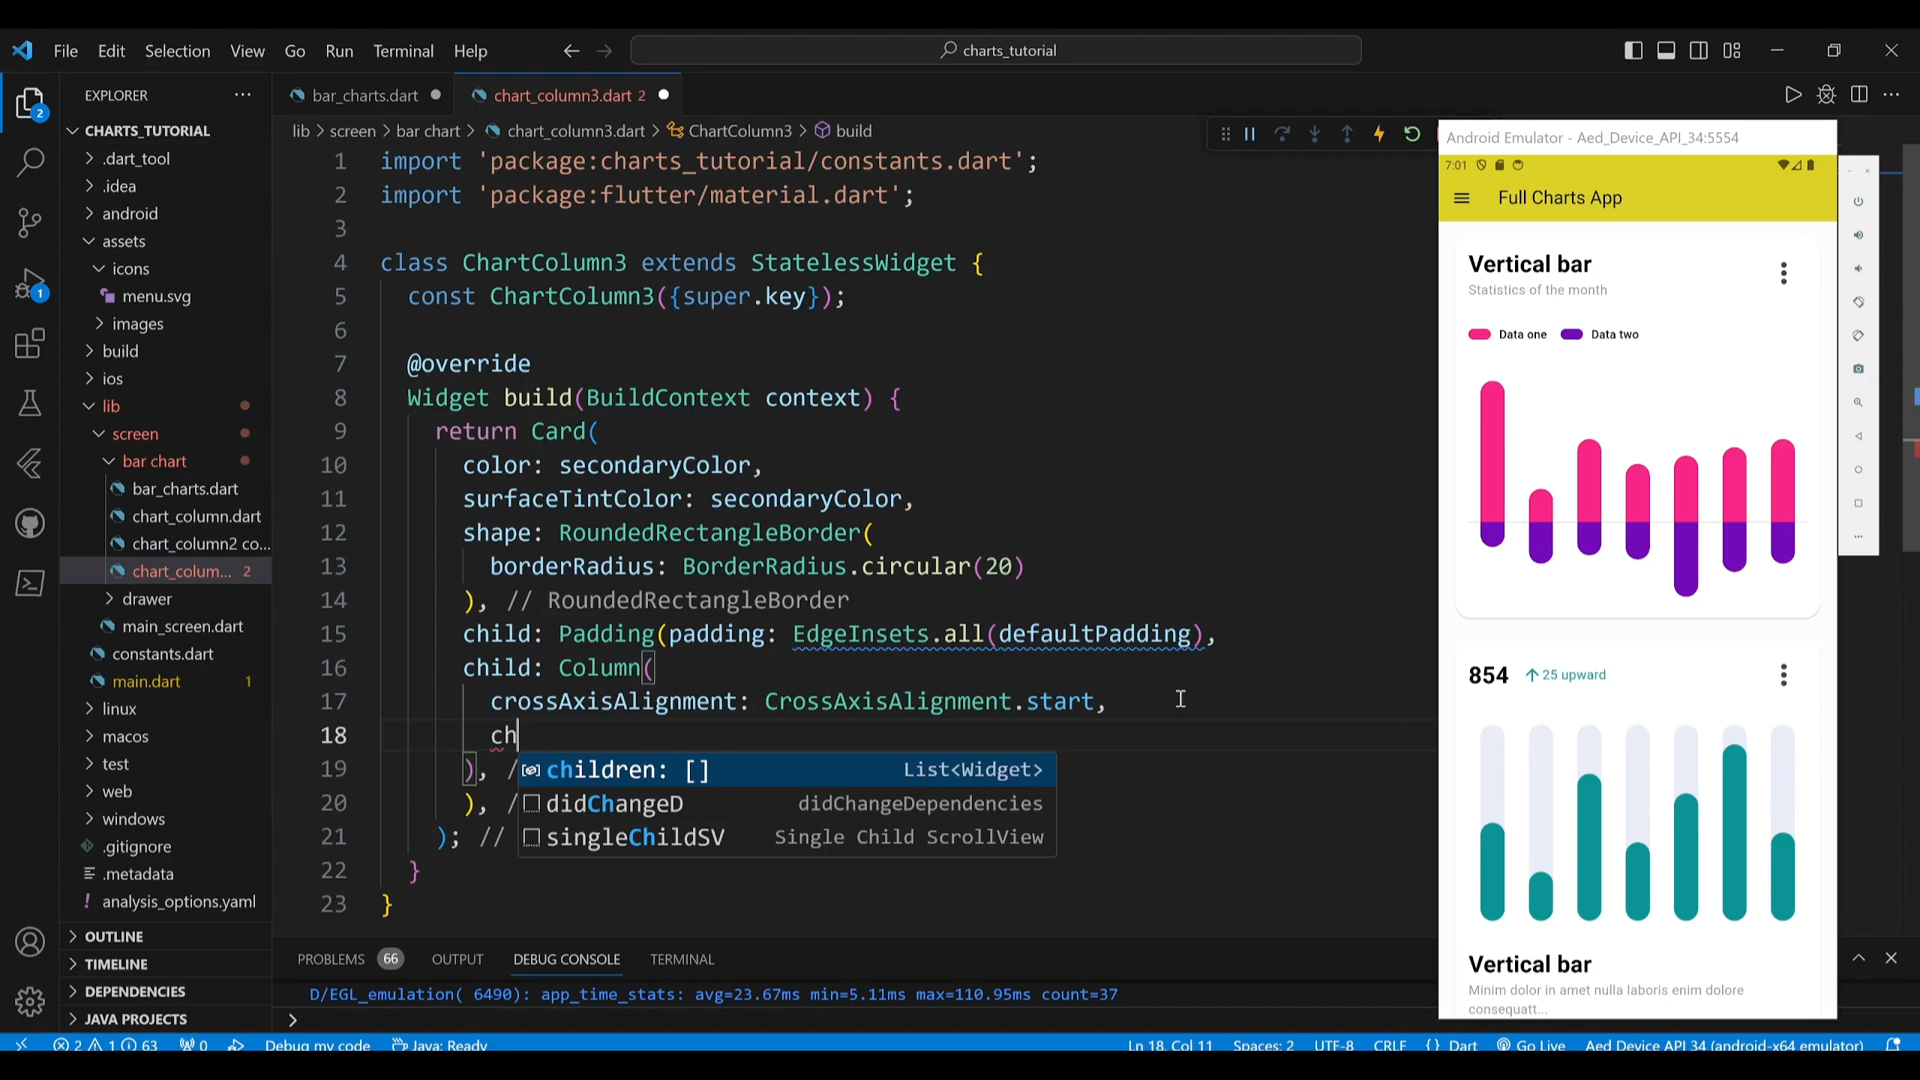 File Edit Selection View Go Run Terminal Help
charts_tutorial
EXPLORER
CHARTS_TUTORIAL
.dart_tool
.idea
android
assets
icons
menu.svg
images
build
ios
lib
screen
bar chart
bar_charts.dart
chart_column.dart
chart_column2 co...
chart_colum... 2
drawer
main_screen.dart
constants.dart
main.dart 1
linux
macos
test
web
windows
.gitignore
.metadata
analysis_options.yaml
OUTLINE
TIMELINE
DEPENDENCIES
JAVA PROJECTS
2
1
bar_charts.dart
chart_column3.dart 2
lib > screen > bar chart > chart_column3.dart > ChartColumn3 > build
1 import 'package:charts_tutorial/constants.dart';
2 import 'package:flutter/material.dart';
3
4 class ChartColumn3 extends StatelessWidget {
5 const ChartColumn3({super.key});
6
7 @override
8 Widget build(BuildContext context) {
9 return Card(
10 color: secondaryColor,
11 surfaceTintColor: secondaryColor,
12 shape: RoundedRectangleBorder(
13 borderRadius: BorderRadius.circular(20)
14 ), // RoundedRectangleBorder
15 child: Padding(padding: EdgeInsets.all(defaultPadding),
16 child: Column(
17 crossAxisAlignment: CrossAxisAlignment.start,
18 ch
19 ), /
20 ), /
21 ); //
22 }
23 }
children: [] List<Widget>
didChangeD didChangeDependencies
singleChildSV Single Child ScrollView
PROBLEMS 66 OUTPUT DEBUG CONSOLE TERMINAL
D/EGL_emulation( 6490): app_time_stats: avg=23.67ms min=5.11ms max=110.95ms count=37
>
Android Emulator - Aed_Device_API_34:5554
7:01
Full Charts App
Vertical bar
Statistics of the month
Data one Data two
854 25 upward
Vertical bar
Minim dolor in amet nulla laboris enim dolore
consequatt...
2 1 63 0 Debug my code Java: Ready Ln 18, Col 11 Spaces: 2 UTF-8 CRLF {} Dart Go Live Aed Device API 34 (android-x64 emulator)